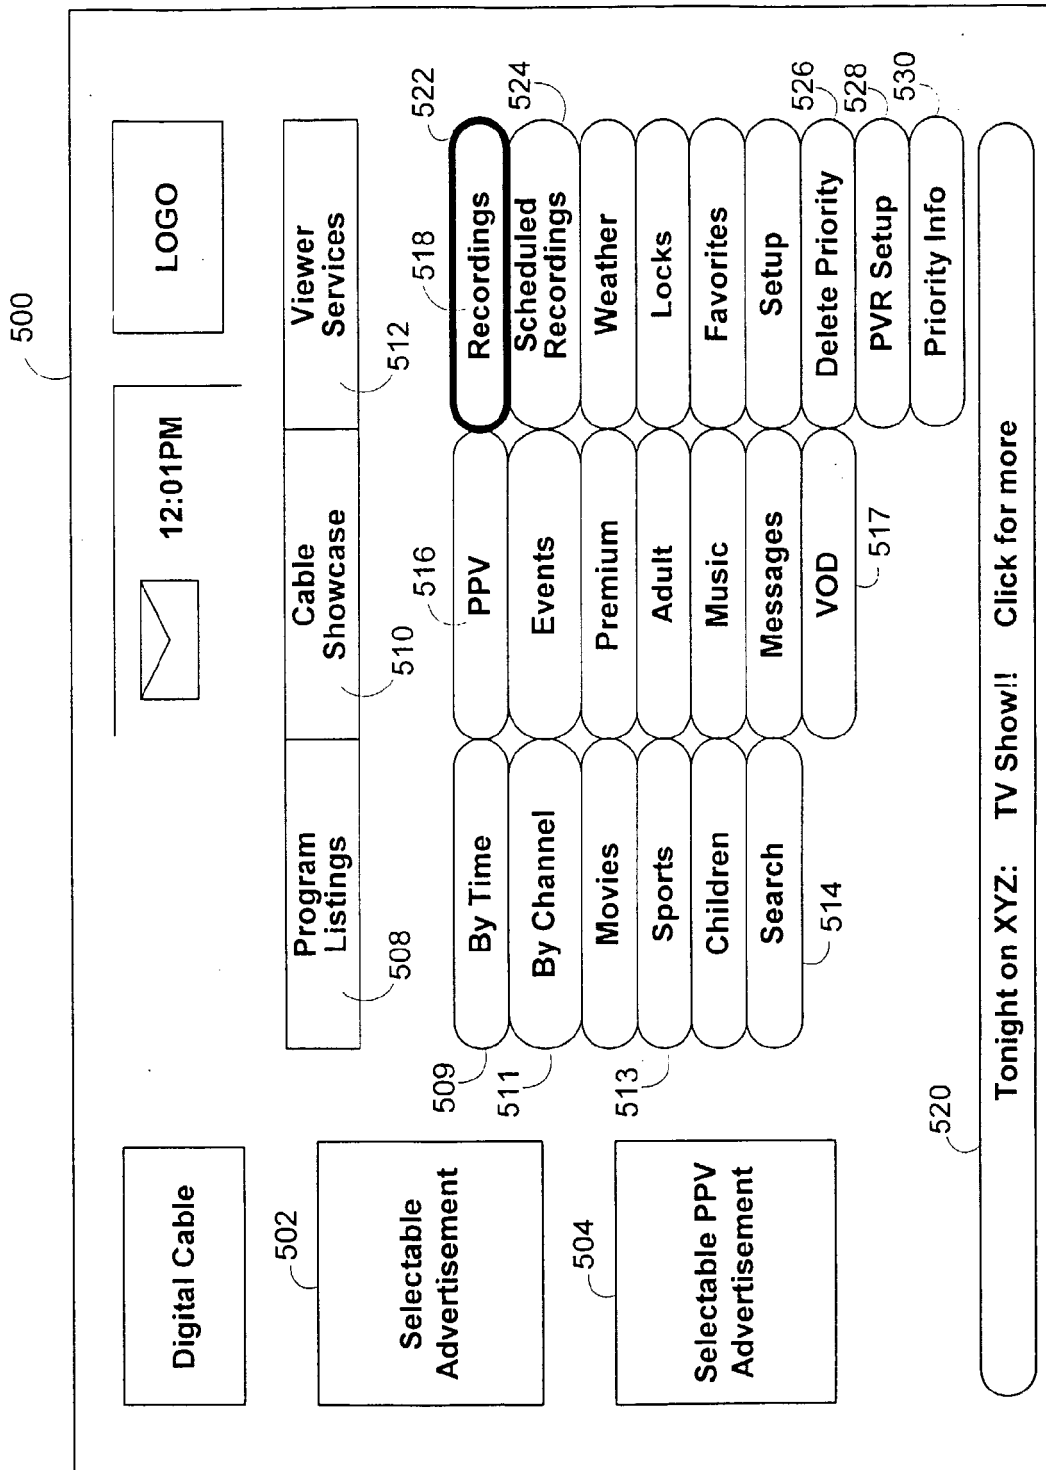 500
Digital Cable
12:01PM
LOGO
502
Selectable
Advertisement
504
Selectable PPV
Advertisement
Program
Listings
508
Cable
Showcase
510
Viewer
Services
512
509
By Time
511
By Channel
Movies
513
Sports
Children
Search
514
516
PPV
Events
Premium
Adult
Music
Messages
VOD
517
518
522
Recordings
524
Scheduled
Recordings
Weather
Locks
Favorites
Setup
526
Delete Priority
528
PVR Setup
530
Priority Info
520
Tonight on XYZ: TV Show!! Click for more